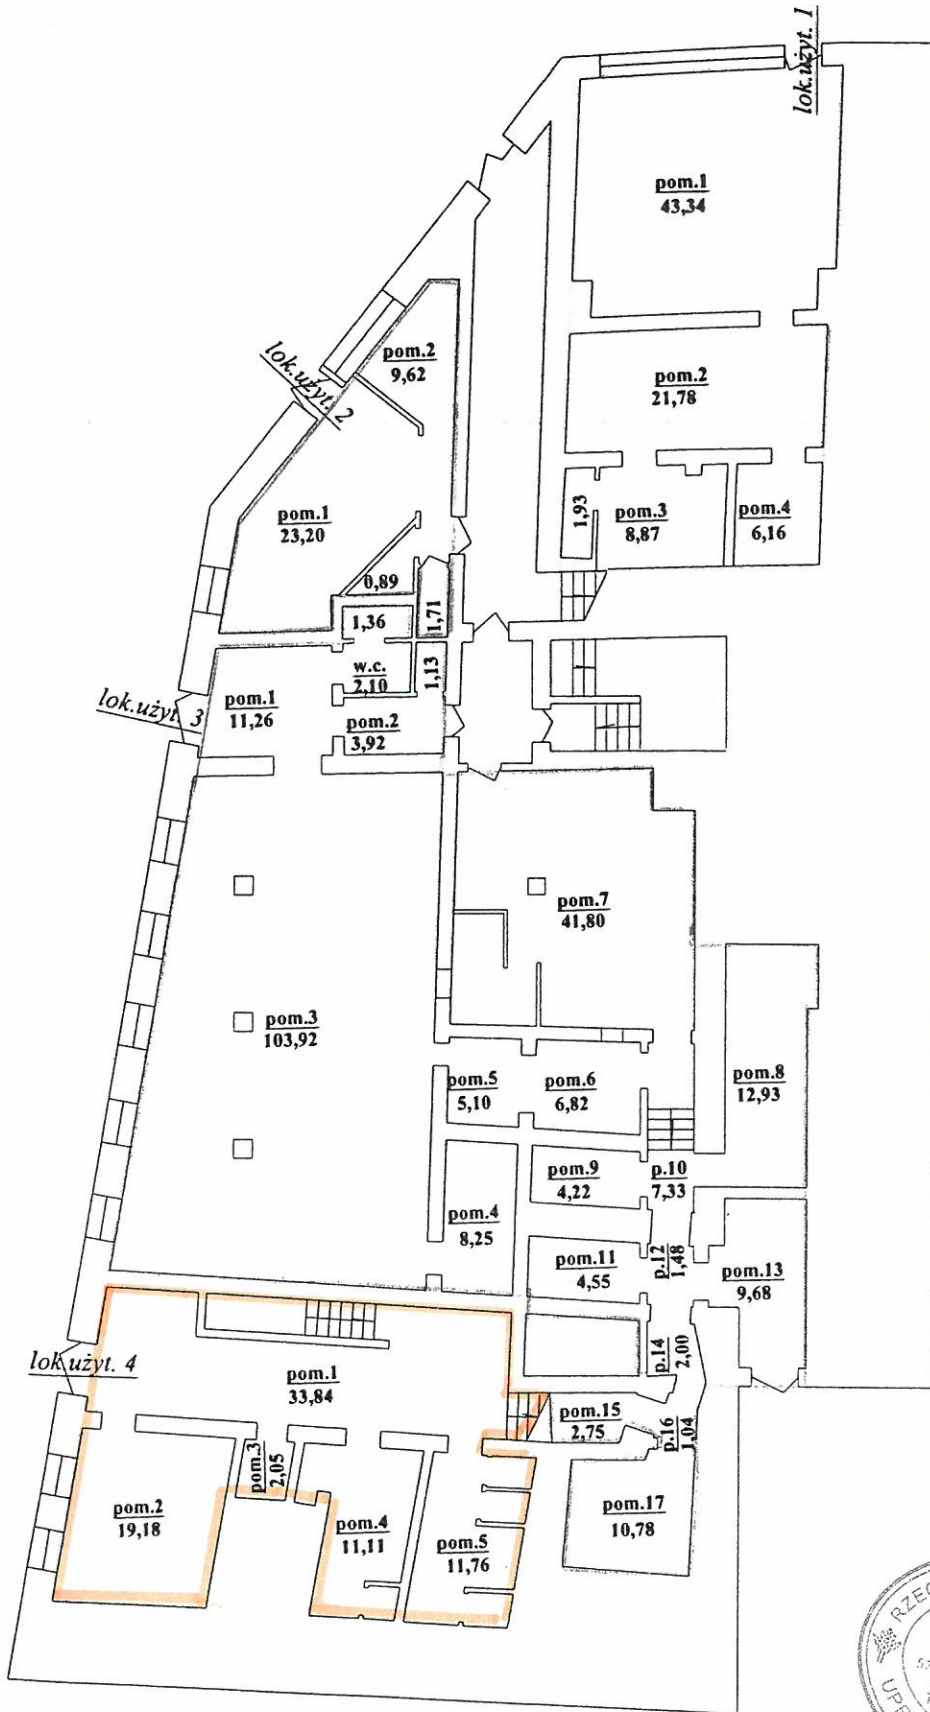 lok.użyt. 1
pom.1
43,34
pom.2
21,78
1,93
pom.3
8,87
pom.4
6,16
lok.użyt. 2
pom.2
9,62
pom.1
23,20
0,89
1,71
1,36
w.c.
2,10
1,13
lok.użyt. 3
pom.1
11,26
pom.2
3,92
pom.3
103,92
pom.7
41,80
pom.5
5,10
pom.6
6,82
pom.8
12,93
pom.9
4,22
p.10
7,33
pom.4
8,25
pom.11
4,55
p.12
1,48
pom.13
9,68
p.14
2,00
pom.15
2,75
p.16
1,04
pom.17
10,78
lok.użyt. 4
pom.1
33,84
pom.2
19,18
pom.3
2,05
pom.4
11,11
pom.5
11,76